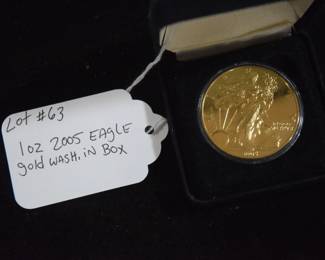 Lot #63
1oz 2005 EAGLE
gold WASH. iN BOX